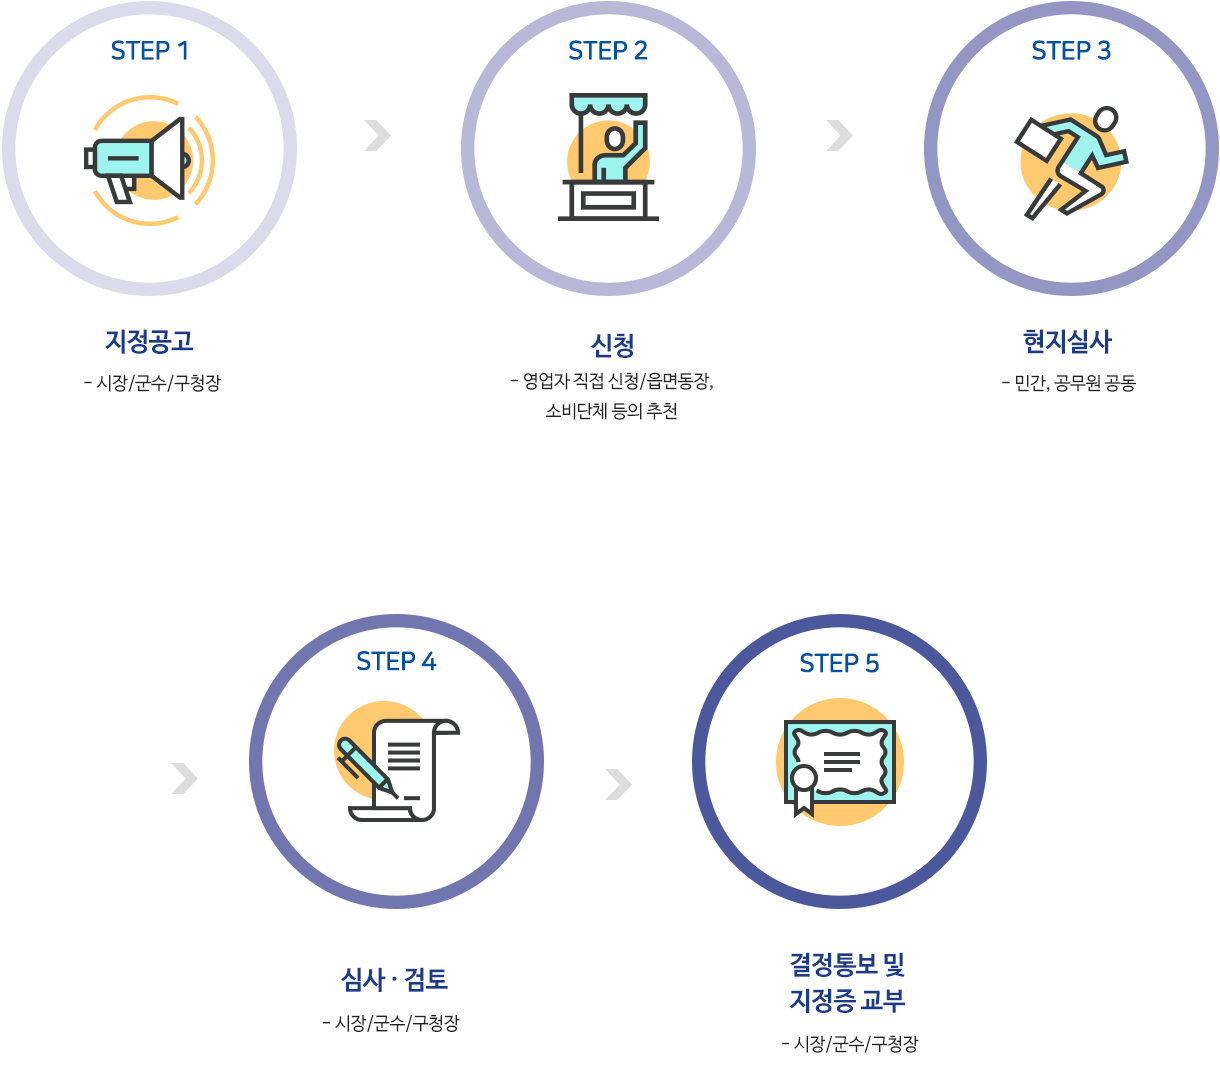 STEP 1
지정공고
- 시장/군수/구청장
STEP 2
신청
- 영업자 직접 신청/읍면동장,
소비단체 등의 추천
STEP 3
현지실사
- 민간, 공무원 공동
STEP 4
심사 · 검토
- 시장/군수/구청장
STEP 5
결정통보 및
지정증 교부
- 시장/군수/구청장